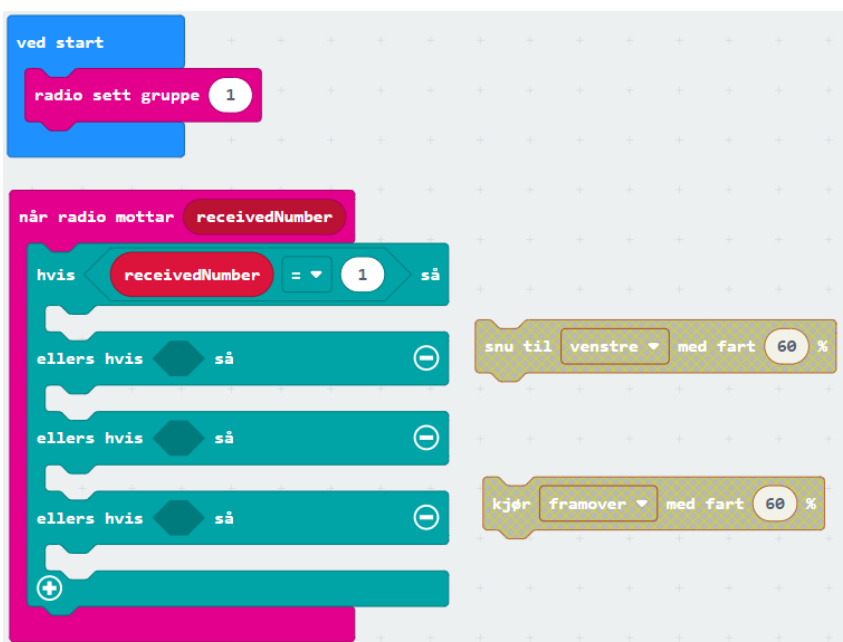 ved start
radio sett gruppe 1
når radio mottar receivedNumber
hvis receivedNumber = 1 så
ellers hvis så
snu til venstre med fart 60 %
ellers hvis så
kjør framover med fart 60 %
ellers hvis så